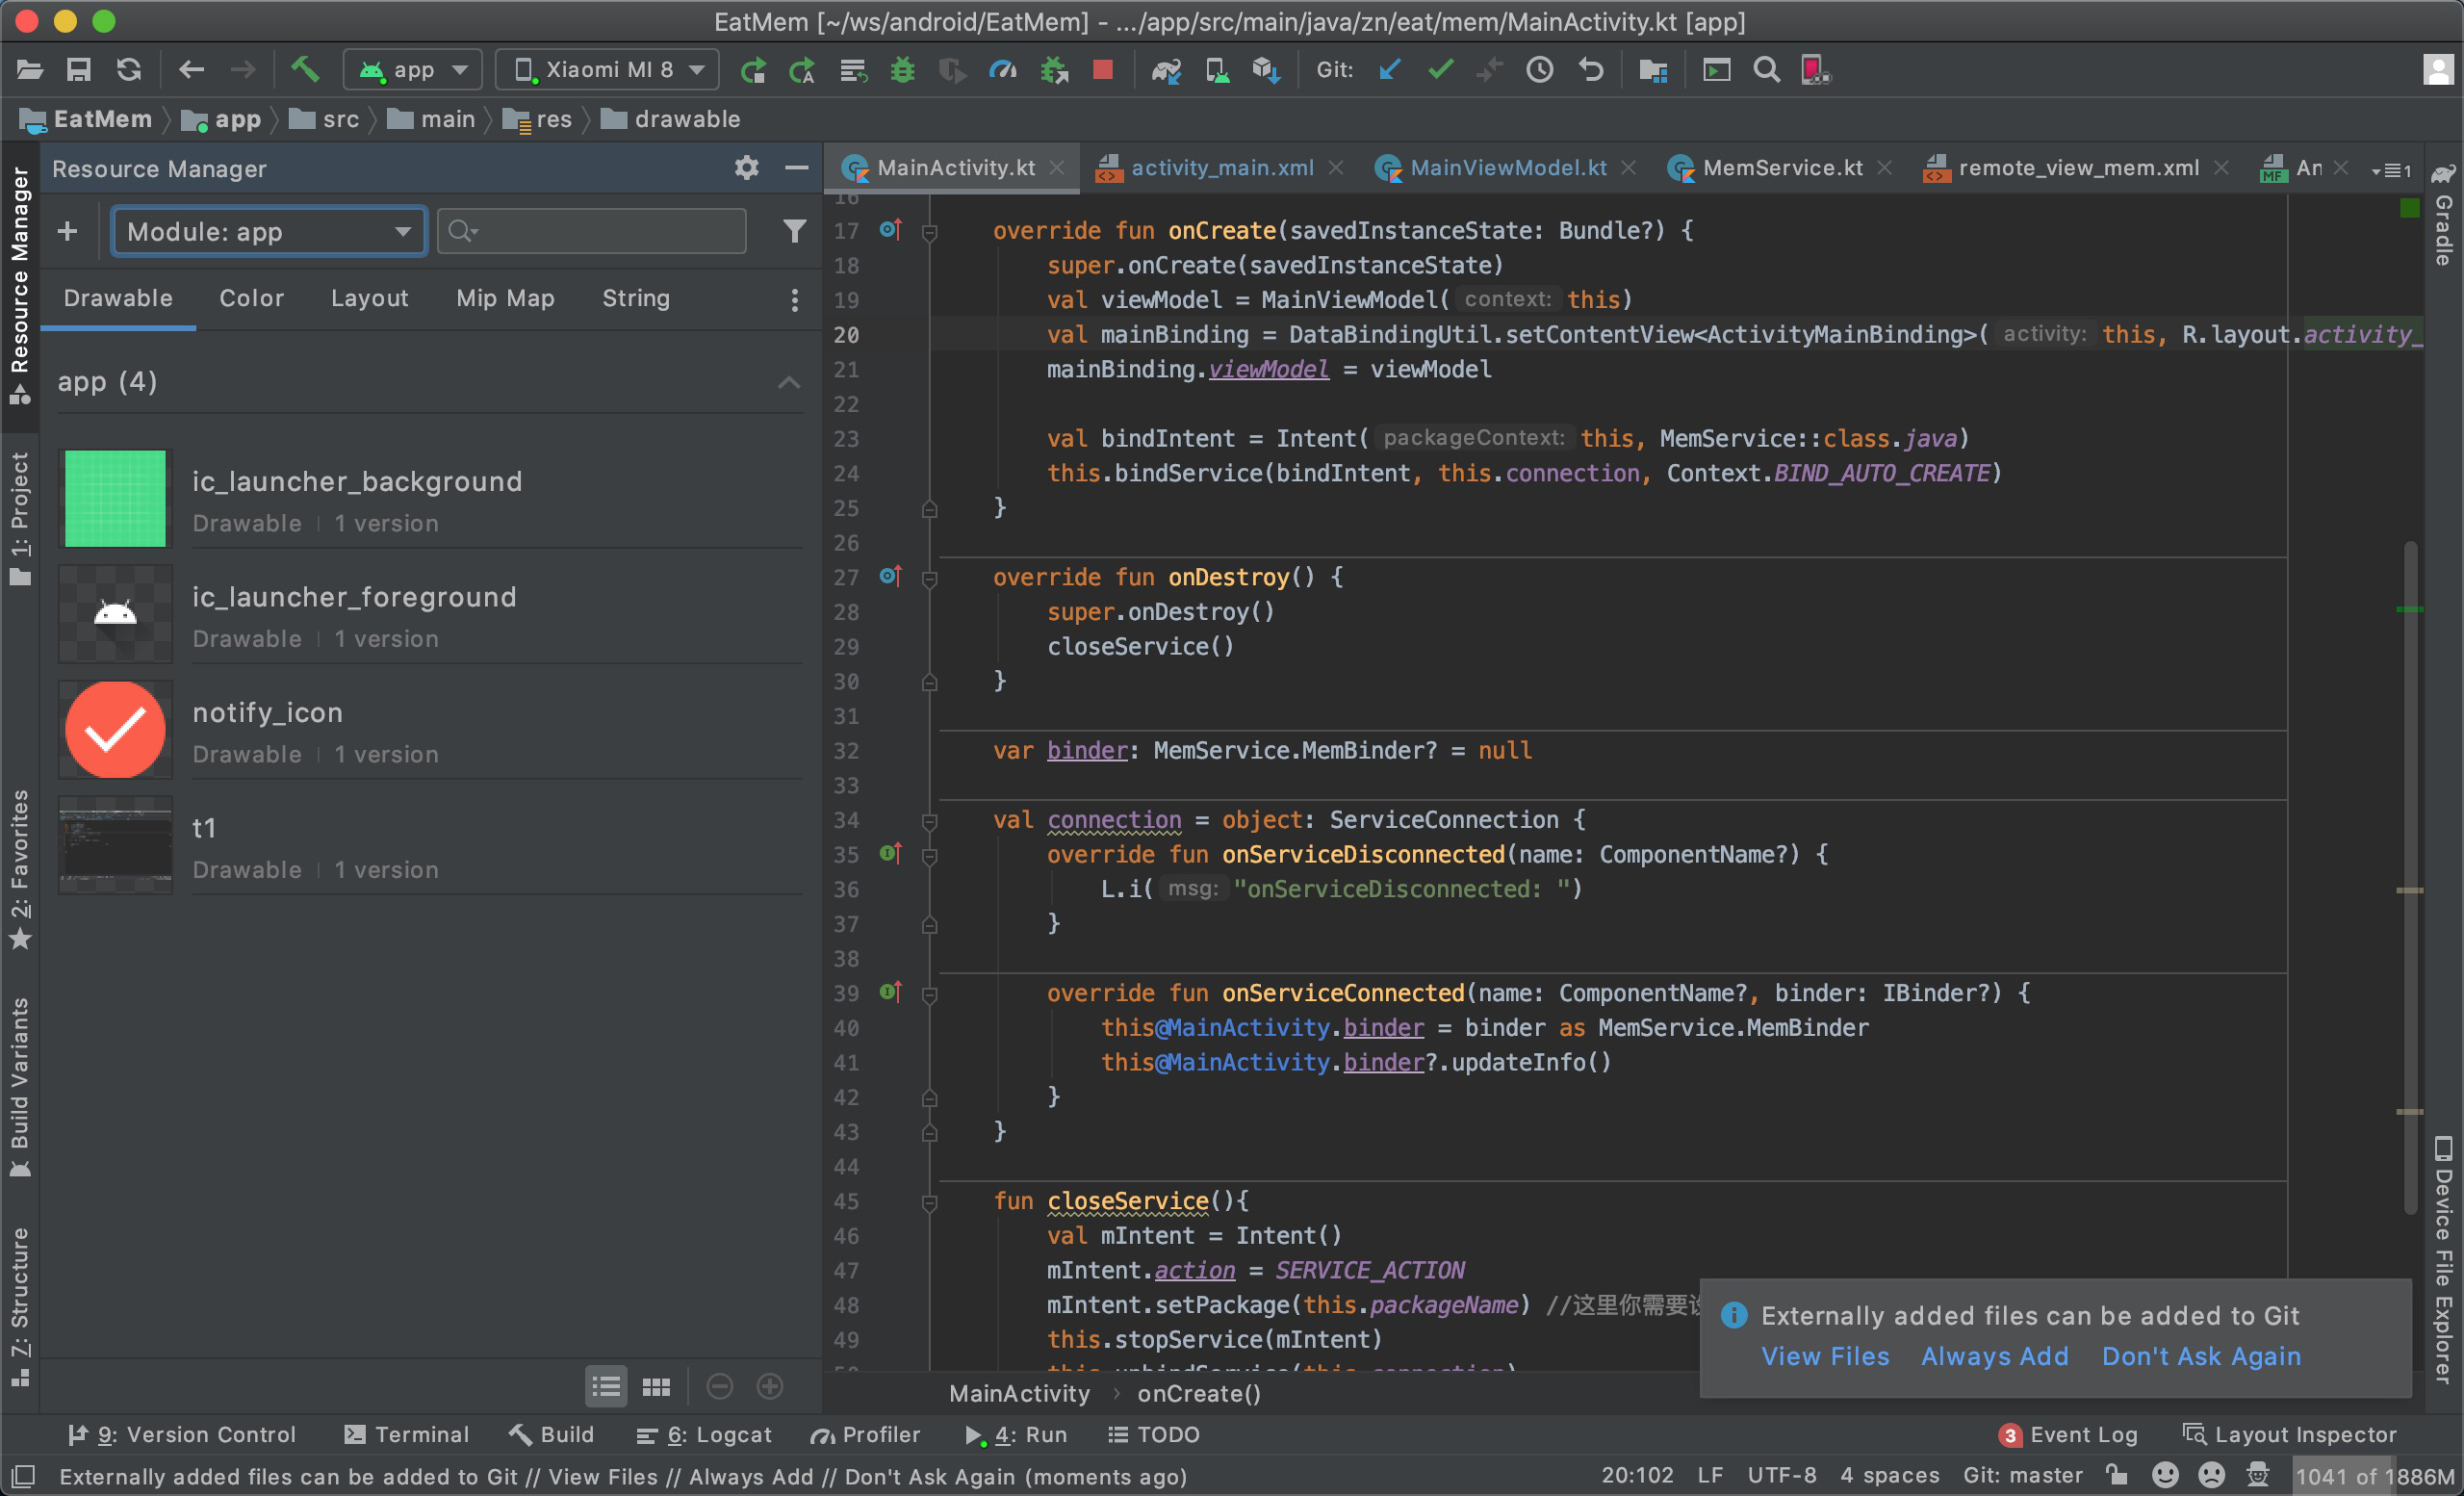 EatMem [~/ws/android/EatMem] - .../app/src/main/java/zn/eat/mem/MainActivity.kt [app]
app
Xiaomi MI 8
Git:
EatMem
app
src
main
res
drawable
Resource Manager
1: Project
2: Favorites
Build Variants
7: Structure
Resource Manager
Module: app
Drawable
Color
Layout
Mip Map
String
app (4)
ic_launcher_background
Drawable | 1 version
ic_launcher_foreground
Drawable | 1 version
notify_icon
Drawable | 1 version
t1
Drawable | 1 version
MainActivity.kt
activity_main.xml
MainViewModel.kt
MemService.kt
remote_view_mem.xml
MF An
1
16
17 override fun onCreate(savedInstanceState: Bundle?) {
18 super.onCreate(savedInstanceState)
19 val viewModel = MainViewModel( context: this)
20 val mainBinding = DataBindingUtil.setContentView<ActivityMainBinding>( activity: this, R.layout.activity_
21 mainBinding.viewModel = viewModel
22
23 val bindIntent = Intent( packageContext: this, MemService::class.java)
24 this.bindService(bindIntent, this.connection, Context.BIND_AUTO_CREATE)
25 }
26
27 override fun onDestroy() {
28 super.onDestroy()
29 closeService()
30 }
31
32 var binder: MemService.MemBinder? = null
33
34 val connection = object: ServiceConnection {
35 override fun onServiceDisconnected(name: ComponentName?) {
36 L.i( msg: "onServiceDisconnected: ")
37 }
38
39 override fun onServiceConnected(name: ComponentName?, binder: IBinder?) {
40 this@MainActivity.binder = binder as MemService.MemBinder
41 this@MainActivity.binder?.updateInfo()
42 }
43 }
44
45 fun closeService(){
46 val mIntent = Intent()
47 mIntent.action = SERVICE_ACTION
48 mIntent.setPackage(this.packageName) //这里你需要
49 this.stopService(mIntent)
this.unbindService(this.connection)
MainActivity > onCreate()
Externally added files can be added to Git
View Files Always Add Don't Ask Again
Gradle
Device File Explorer
9: Version Control
Terminal
Build
6: Logcat
Profiler
4: Run
TODO
3 Event Log
Layout Inspector
Externally added files can be added to Git // View Files // Always Add // Don't Ask Again (moments ago)
20:102 LF UTF-8 4 spaces Git: master
1041 of 1886M